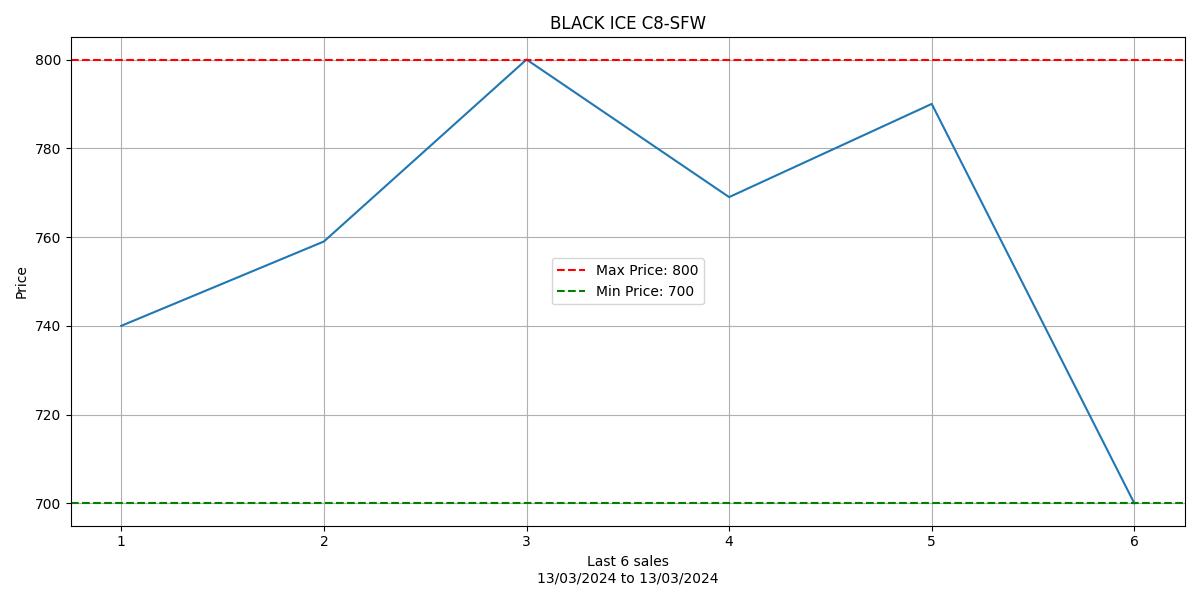 BLACK ICE C8-SFW
800
780
760
740
720
700
Price
Max Price: 800
Min Price: 700
1 2 3 4 5 6
Last 6 sales
13/03/2024 to 13/03/2024